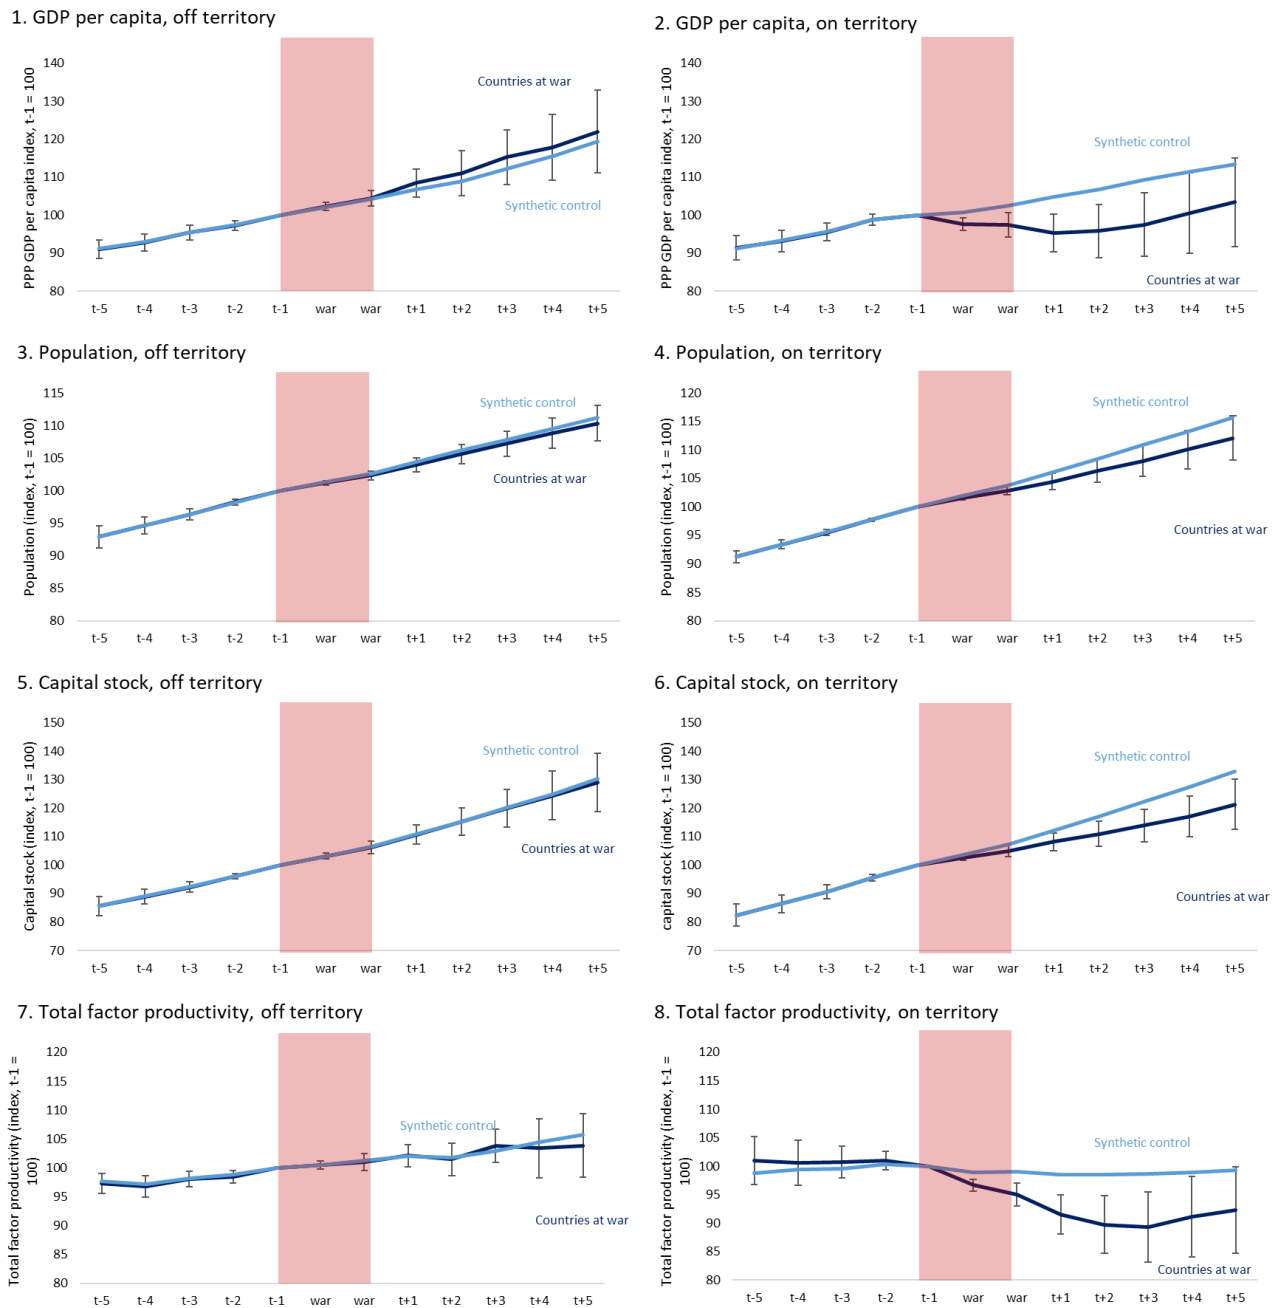 1. GDP per capita, off territory
PPP GDP per capita index, t-1 = 100
140
130
120
110
100
90
80
Countries at war
Synthetic control
t-5 t-4 t-3 t-2 t-1 war war t+1 t+2 t+3 t+4 t+5
2. GDP per capita, on territory
PPP GDP per capita index, t-1 = 100
140
130
120
110
100
90
80
Synthetic control
Countries at war
t-5 t-4 t-3 t-2 t-1 war war t+1 t+2 t+3 t+4 t+5
3. Population, off territory
Population (index, t-1 = 100)
115
110
105
100
95
90
85
80
Synthetic control
Countries at war
t-5 t-4 t-3 t-2 t-1 war war t+1 t+2 t+3 t+4 t+5
4. Population, on territory
Population (index, t-1 = 100)
120
115
110
105
100
95
90
85
80
Synthetic control
Countries at war
t-5 t-4 t-3 t-2 t-1 war war t+1 t+2 t+3 t+4 t+5
5. Capital stock, off territory
Capital stock (index, t-1 = 100)
150
140
130
120
110
100
90
80
70
Synthetic control
Countries at war
t-5 t-4 t-3 t-2 t-1 war war t+1 t+2 t+3 t+4 t+5
6. Capital stock, on territory
capital stock (index, t-1 = 100)
150
140
130
120
110
100
90
80
70
Synthetic control
Countries at war
t-5 t-4 t-3 t-2 t-1 war war t+1 t+2 t+3 t+4 t+5
7. Total factor productivity, off territory
Total factor productivity (index, t-1 =
100)
120
115
110
105
100
95
90
85
80
Synthetic control
Countries at war
t-5 t-4 t-3 t-2 t-1 war war t+1 t+2 t+3 t+4 t+5
8. Total factor productivity, on territory
Total factor productivity (index, t-1 =
100)
120
115
110
105
100
95
90
85
80
Synthetic control
Countries at war
t-5 t-4 t-3 t-2 t-1 war war t+1 t+2 t+3 t+4 t+5